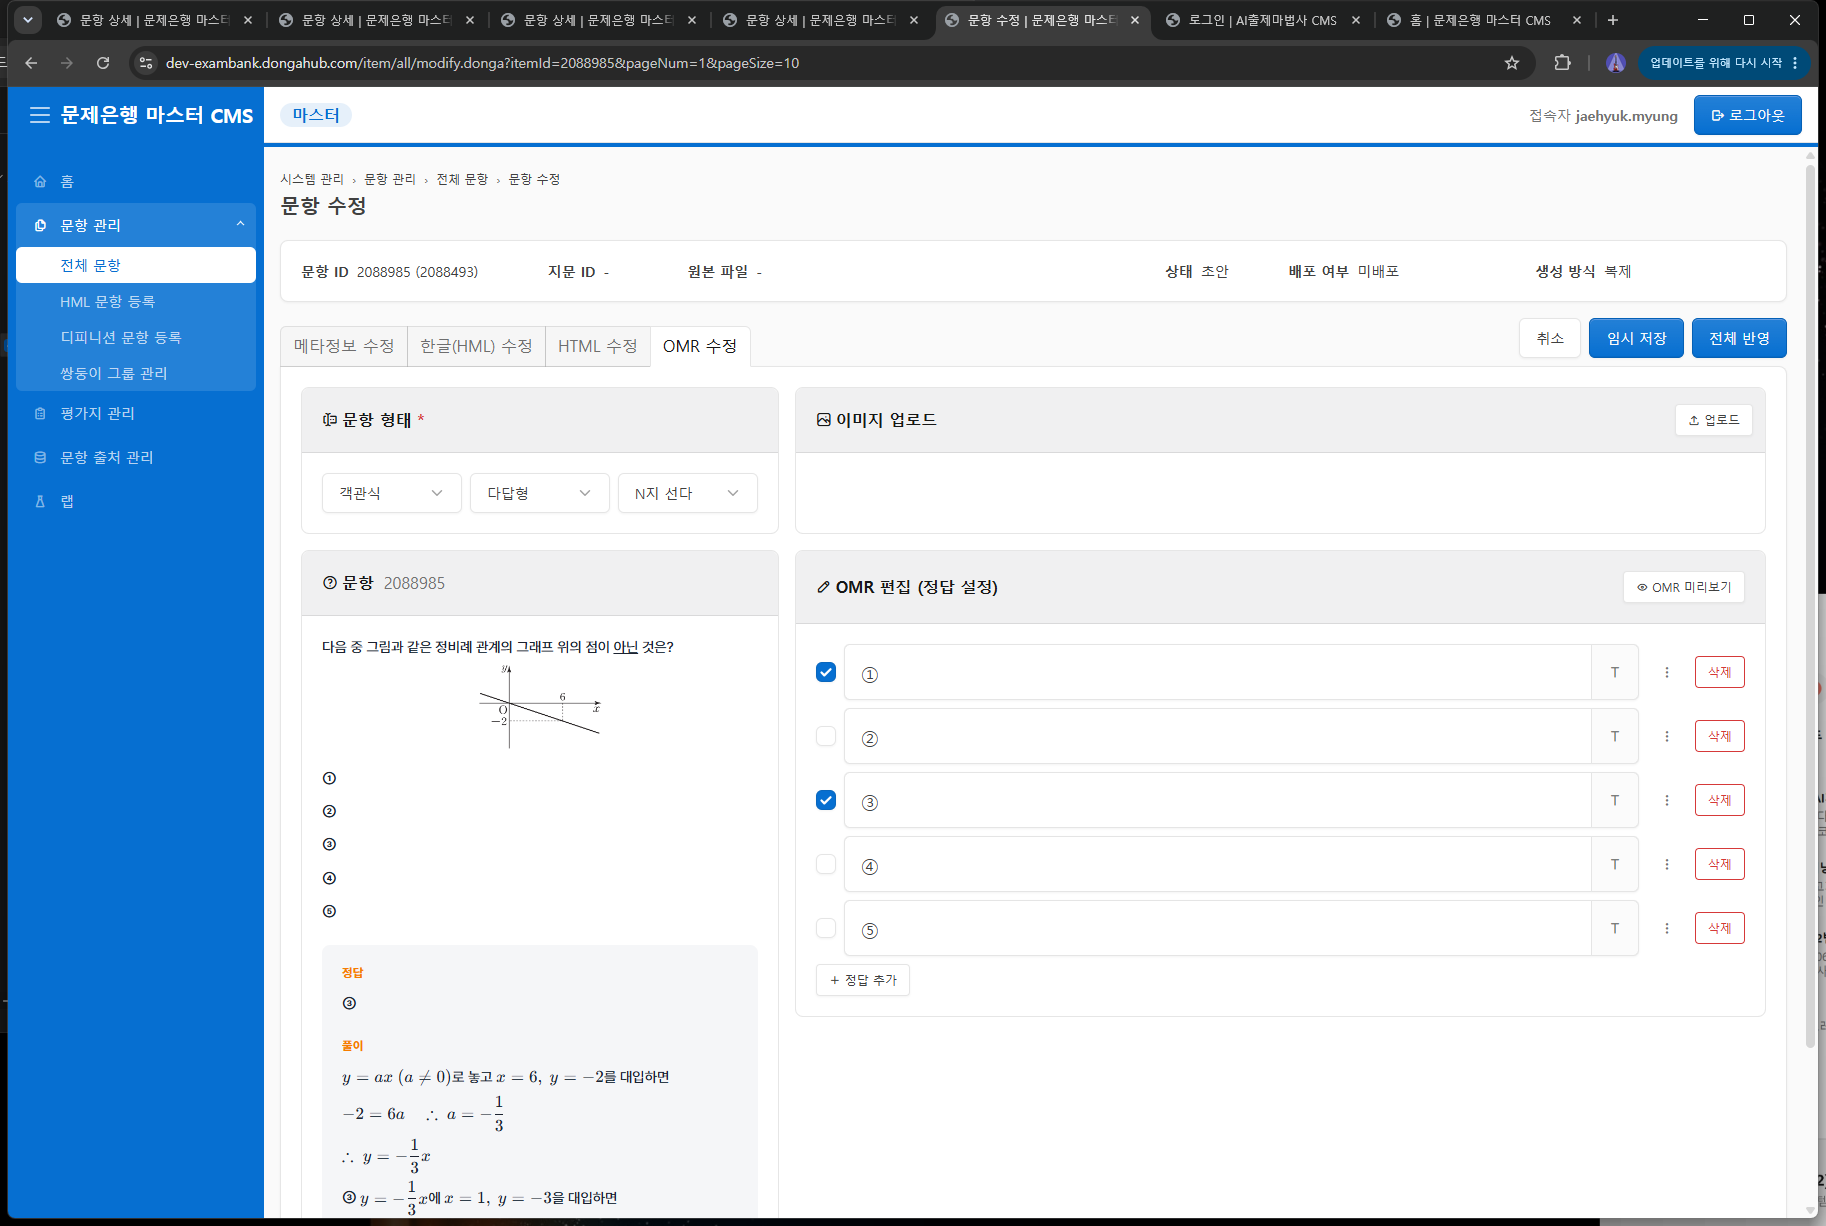 문항 상세 | 문제은행 마스터
문항 상세 | 문제은행 마스터
문항 상세 | 문제은행 마스터
문항 상세 | 문제은행 마스터
문항 수정 | 문제은행 마스터
로그인 | AI출제마법사 CMS
홈 | 문제은행 마스터 CMS
dev-exambank.dongahub.com/item/all/modify.donga?itemId=2088985&pageNum=1&pageSize=10
업데이트를 위해 다시 시작
문제은행 마스터 CMS
마스터
접속자 jaehyuk.myung
로그아웃
홈
문항 관리
전체 문항
HML 문항 등록
디피니션 문항 등록
쌍둥이 그룹 관리
평가지 관리
문항 출처 관리
랩
시스템 관리 › 문항 관리 › 전체 문항 › 문항 수정
문항 수정
문항 ID 2088985 (2088493)
지문 ID -
원본 파일 -
상태 초안
배포 여부 미배포
생성 방식 복제
메타정보 수정
한글(HML) 수정
HTML 수정
OMR 수정
취소
임시 저장
전체 반영
문항 형태 *
객관식
다답형
N지 선다
이미지 업로드
업로드
문항 2088985
다음 중 그림과 같은 정비례 관계의 그래프 위의 점이 아닌 것은?
y
6
O
x
−2
①
②
③
④
⑤
정답
③
풀이
y = ax (a ≠ 0)로 놓고 x = 6, y = −2를 대입하면
−2 = 6a ∴ a = −1/3
∴ y = −1/3x
③ y = −1/3x에 x = 1, y = −3을 대입하면
OMR 편집 (정답 설정)
OMR 미리보기
① T 삭제
② T 삭제
③ T 삭제
④ T 삭제
⑤ T 삭제
+ 정답 추가